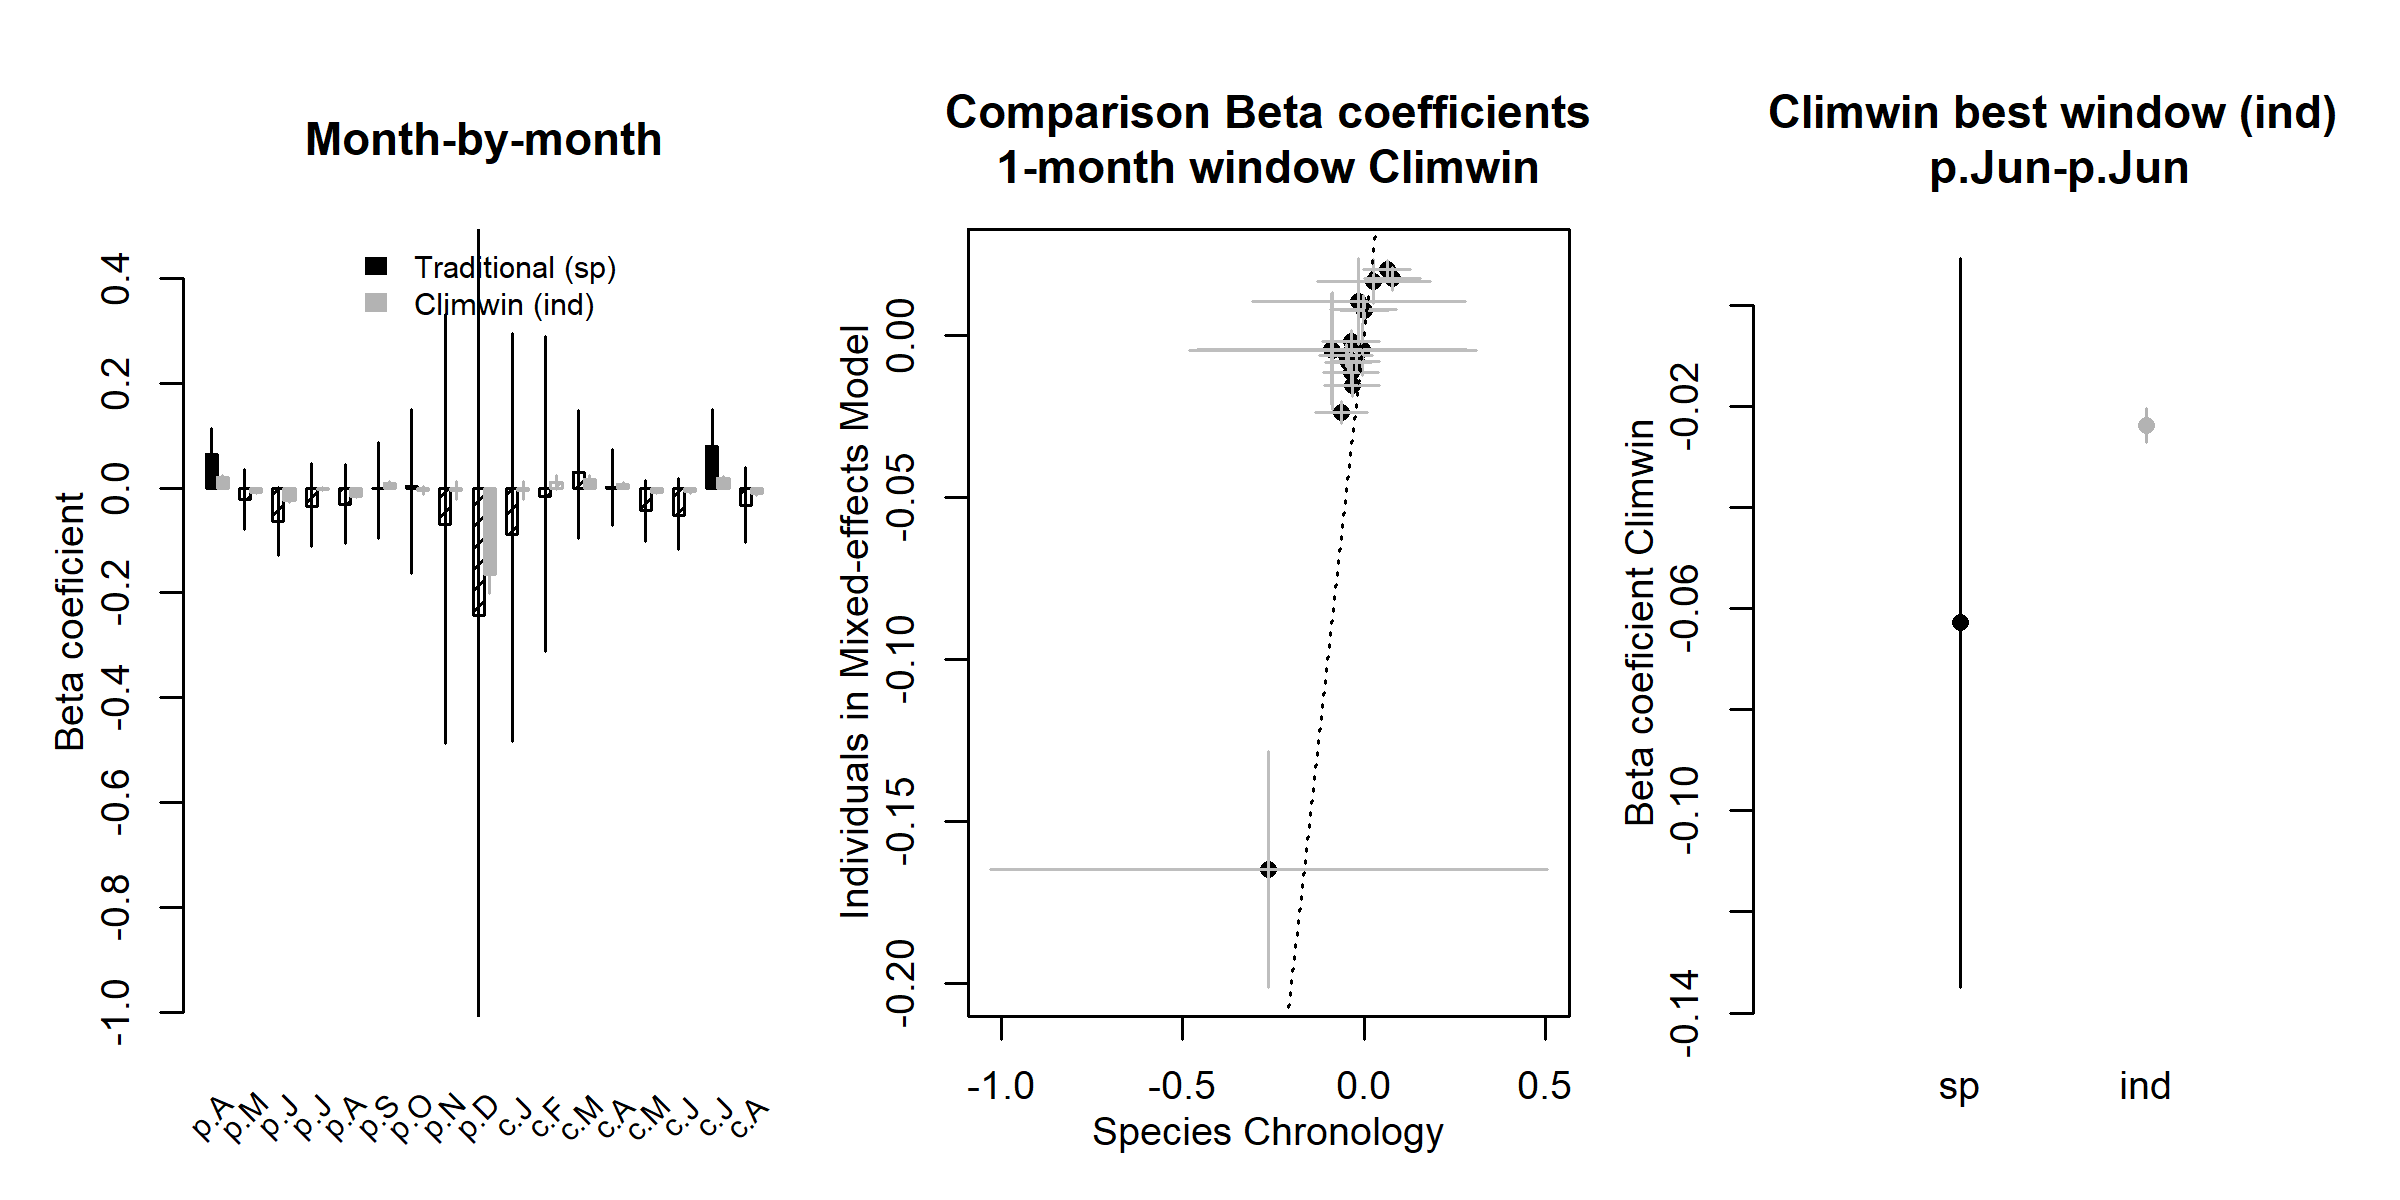 Month-by-month
Traditional (sp)
Climwin (ind)
Beta coeficient
0.4
0.2
0.0
-0.2
-0.4
-0.6
-0.8
-1.0
p.A
p.M
p.J
p.J
p.A
p.S
p.O
p.N
p.D
c.J
c.F
c.M
c.A
c.M
c.J
c.J
c.A
Comparison Beta coefficients
1-month window Climwin
Individuals in Mixed-effects Model
0.00
-0.05
-0.10
-0.15
-0.20
-1.0
-0.5
0.0
0.5
Species Chronology
Climwin best window (ind)
p.Jun-p.Jun
Beta coeficient Climwin
-0.02
-0.06
-0.10
-0.14
sp
ind